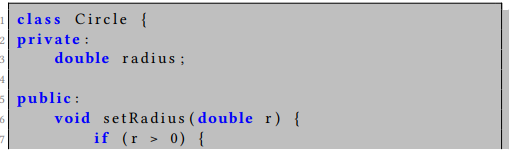 1 class Circle {
2 private:
3     double radius;
4
5 public:
6     void setRadius(double r) {
7         if (r > 0) {